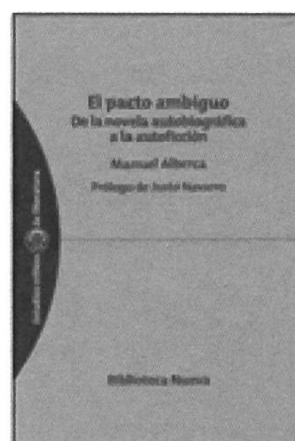 El pacto ambiguo
De la novela autobiográfica
a la autoficción
Manuel Alberca
Prólogo de Justo Navarro
Biblioteca Nueva